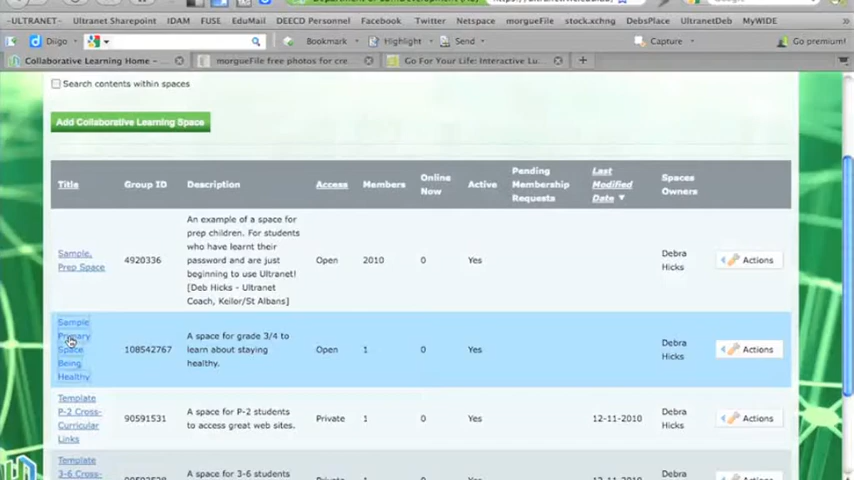 -ULTRANET- Ultranet Sharepoint IDAM FUSE EduMail DEECD Personnel Facebook Twitter Netspace morgueFile stock.xchng DebsPlace UltranetDeb MyWIDE
Diigo Bookmark Highlight Send Capture Go premium!
Collaborative Learning Home – ... morgueFile free photos for cre... Go For Your Life: Interactive Lu...
Search contents within spaces
Add Collaborative Learning Space
Title Group ID Description Access Members Online Now Active Pending Membership Requests Last Modified Date ▼ Spaces Owners
An example of a space for
prep children. For students
who have learnt their
Sample, password and are just Debra
Prep Space 4920336 beginning to use Ultranet! Open 2010 0 Yes Hicks Actions
[Deb Hicks - Ultranet
Coach, Keilor/St Albans]
Sample
Primary A space for grade 3/4 to
Space 108542767 learn about staying Open 1 0 Yes Debra Hicks Actions
Being healthy.
Healthy
Template
P-2 Cross- A space for P-2 students
Curricular 90591531 to access great web sites. Private 1 0 Yes 12-11-2010 Debra Hicks Actions
Links
Template
3-6 Cross- A space for 3-6 students Debra